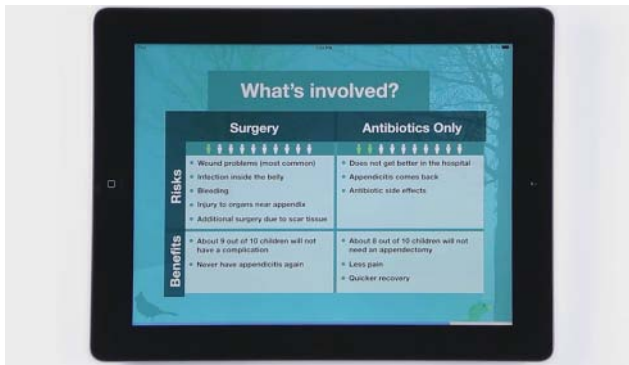 What's involved?
Surgery
Antibiotics Only
Risks
Wound problems (most common)
Infection inside the belly
Bleeding
Injury to organs near appendix
Additional surgery due to scar tissue
Does not get better in the hospital
Appendicitis comes back
Antibiotic side effects
Benefits
About 9 out of 10 children will not
have a complication
Never have appendicitis again
About 8 out of 10 children will not
need an appendectomy
Less pain
Quicker recovery